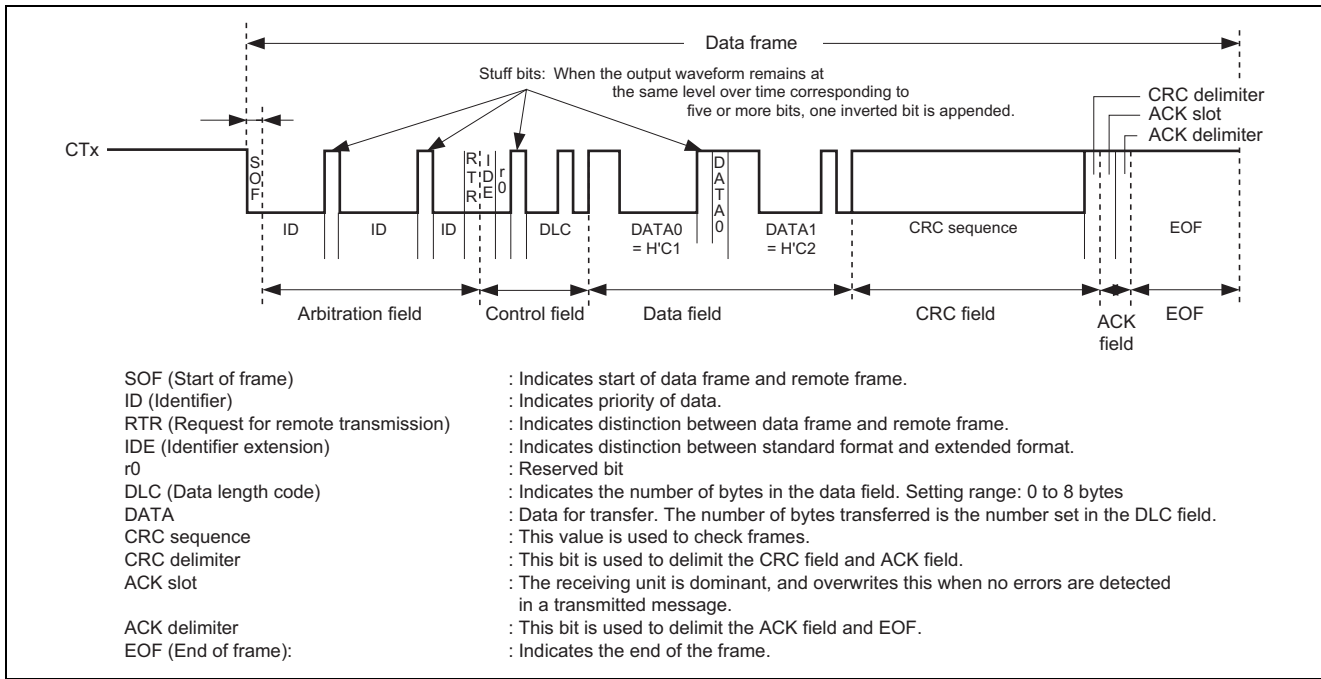 Data frame
Stuff bits: When the output waveform remains at
the same level over time corresponding to
five or more bits, one inverted bit is appended.
CRC delimiter
ACK slot
ACK delimiter
CTx
SOF
RTR
IDE
r0
DATA0
ID
ID
ID
DLC
DATA0
= H'C1
DATA1
= H'C2
CRC sequence
EOF
Arbitration field
Control field
Data field
CRC field
ACK
field
EOF
SOF (Start of frame) : Indicates start of data frame and remote frame.
ID (Identifier) : Indicates priority of data.
RTR (Request for remote transmission) : Indicates distinction between data frame and remote frame.
IDE (Identifier extension) : Indicates distinction between standard format and extended format.
r0 : Reserved bit
DLC (Data length code) : Indicates the number of bytes in the data field. Setting range: 0 to 8 bytes
DATA : Data for transfer. The number of bytes transferred is the number set in the DLC field.
CRC sequence : This value is used to check frames.
CRC delimiter : This bit is used to delimit the CRC field and ACK field.
ACK slot : The receiving unit is dominant, and overwrites this when no errors are detected
in a transmitted message.
ACK delimiter : This bit is used to delimit the ACK field and EOF.
EOF (End of frame): : Indicates the end of the frame.